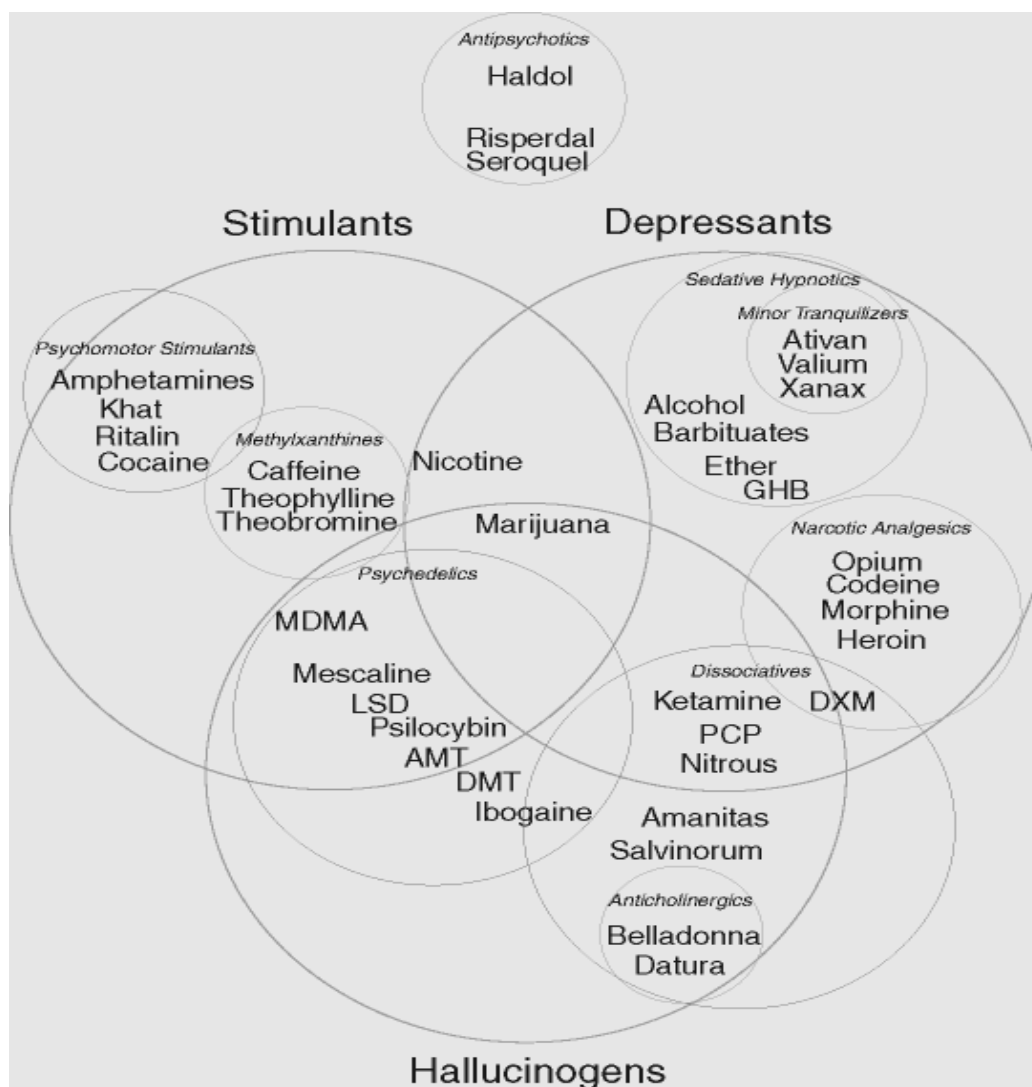 Antipsychotics
Haldol
Risperdal
Seroquel
Stimulants
Depressants
Psychomotor Stimulants
Amphetamines
Khat
Ritalin
Cocaine
Methylxanthines
Caffeine
Theophylline
Theobromine
Nicotine
Marijuana
Sedative Hypnotics
Minor Tranquilizers
Ativan
Valium
Xanax
Alcohol
Barbituates
Ether
GHB
Narcotic Analgesics
Opium
Codeine
Morphine
Heroin
Psychedelics
MDMA
Mescaline
LSD
Psilocybin
AMT
DMT
Ibogaine
Dissociatives
Ketamine
DXM
PCP
Nitrous
Amanitas
Salvinorum
Anticholinergics
Belladonna
Datura
Hallucinogens